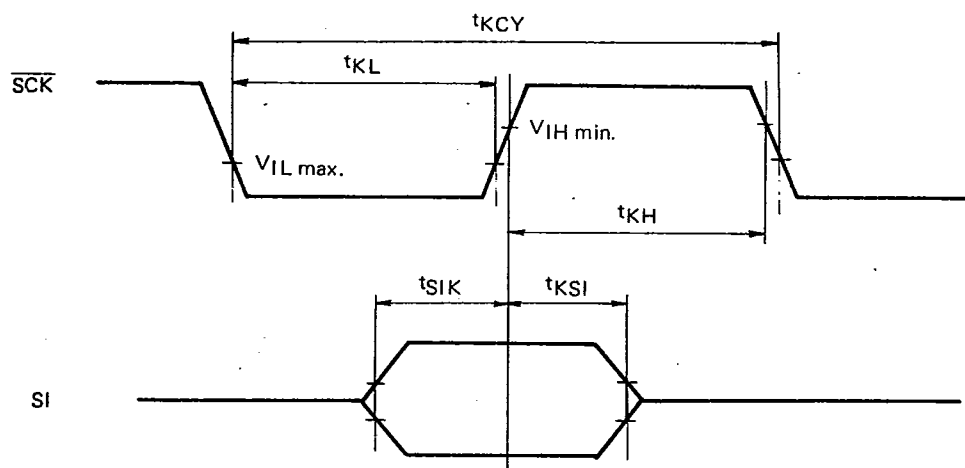 tKCY
tKL
SCK
VIH min.
VIL max.
tKH
tSIK
tKSI
SI